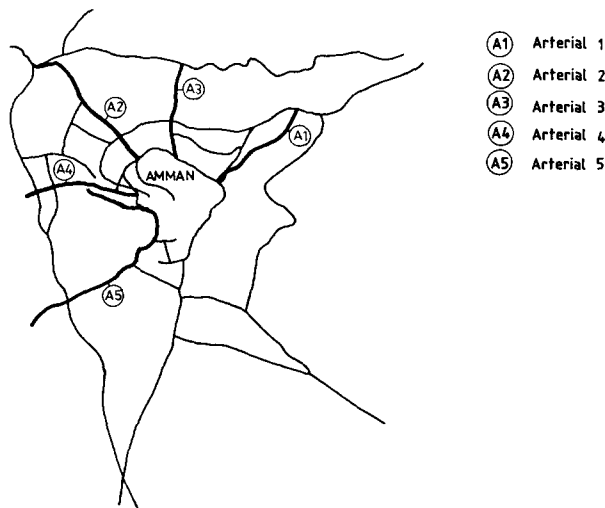 A1 Arterial 1
A2 Arterial 2
A3 Arterial 3
A4 Arterial 4
A5 Arterial 5
A3
A2
A1
A4
AMMAN
A5